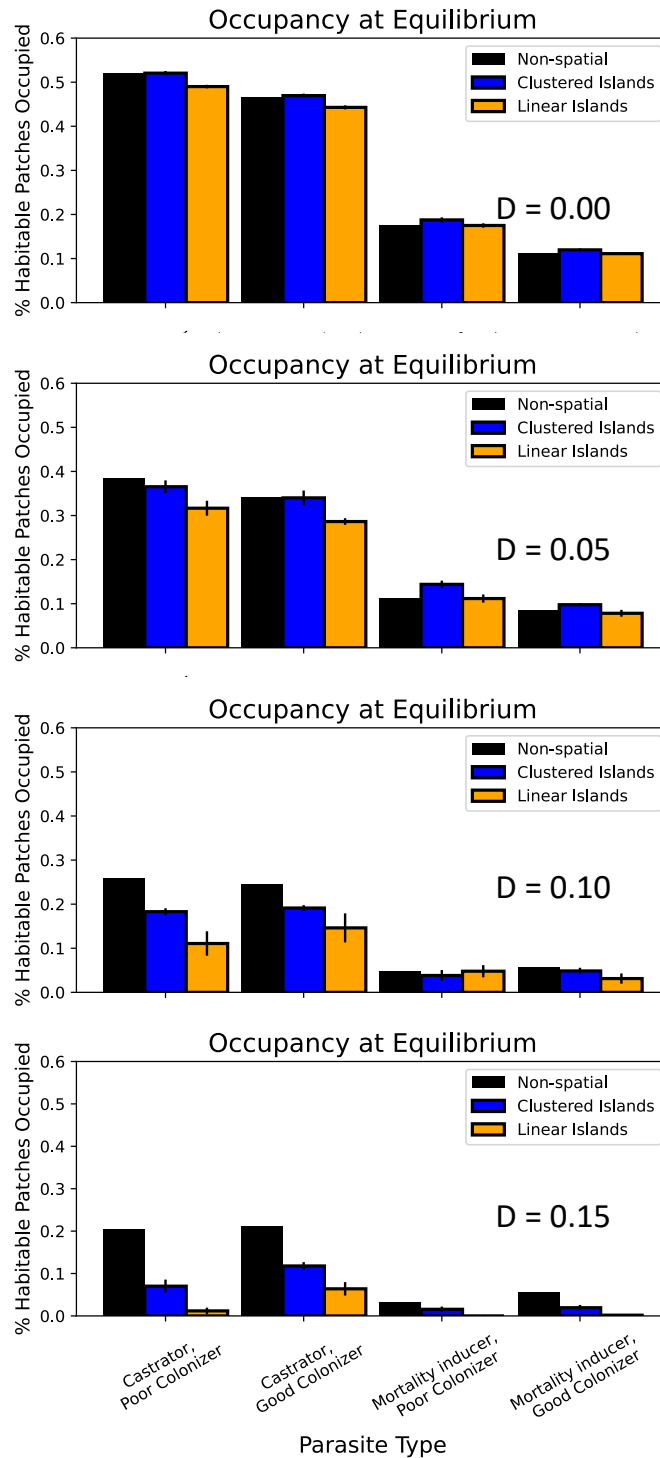 Occupancy at Equilibrium
% Habitable Patches Occupied
0.6
0.5
0.4
0.3
0.2
0.1
0.0
Non-spatial
Clustered Islands
Linear Islands
D = 0.00
Occupancy at Equilibrium
% Habitable Patches Occupied
0.6
0.5
0.4
0.3
0.2
0.1
0.0
Non-spatial
Clustered Islands
Linear Islands
D = 0.05
Occupancy at Equilibrium
% Habitable Patches Occupied
0.6
0.5
0.4
0.3
0.2
0.1
0.0
Non-spatial
Clustered Islands
Linear Islands
D = 0.10
Occupancy at Equilibrium
% Habitable Patches Occupied
0.6
0.5
0.4
0.3
0.2
0.1
0.0
Non-spatial
Clustered Islands
Linear Islands
D = 0.15
Castrator,
Poor Colonizer
Castrator,
Good Colonizer
Mortality inducer,
Poor Colonizer
Mortality inducer,
Good Colonizer
Parasite Type